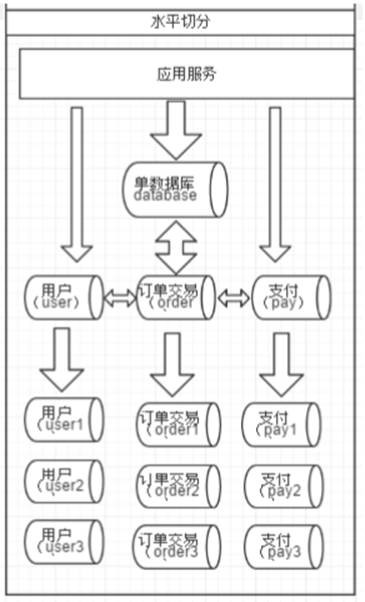 水平切分
应用服务
单数据库
database
用户
(user)
订单交易
(order
支付
(pay)
用户
(user1
订单交易
(order1
支付
(pay1
用户
(user2
订单交易
(order2
支付
(pay2
用户
(user3
订单交易
(order3
支付
(pay3